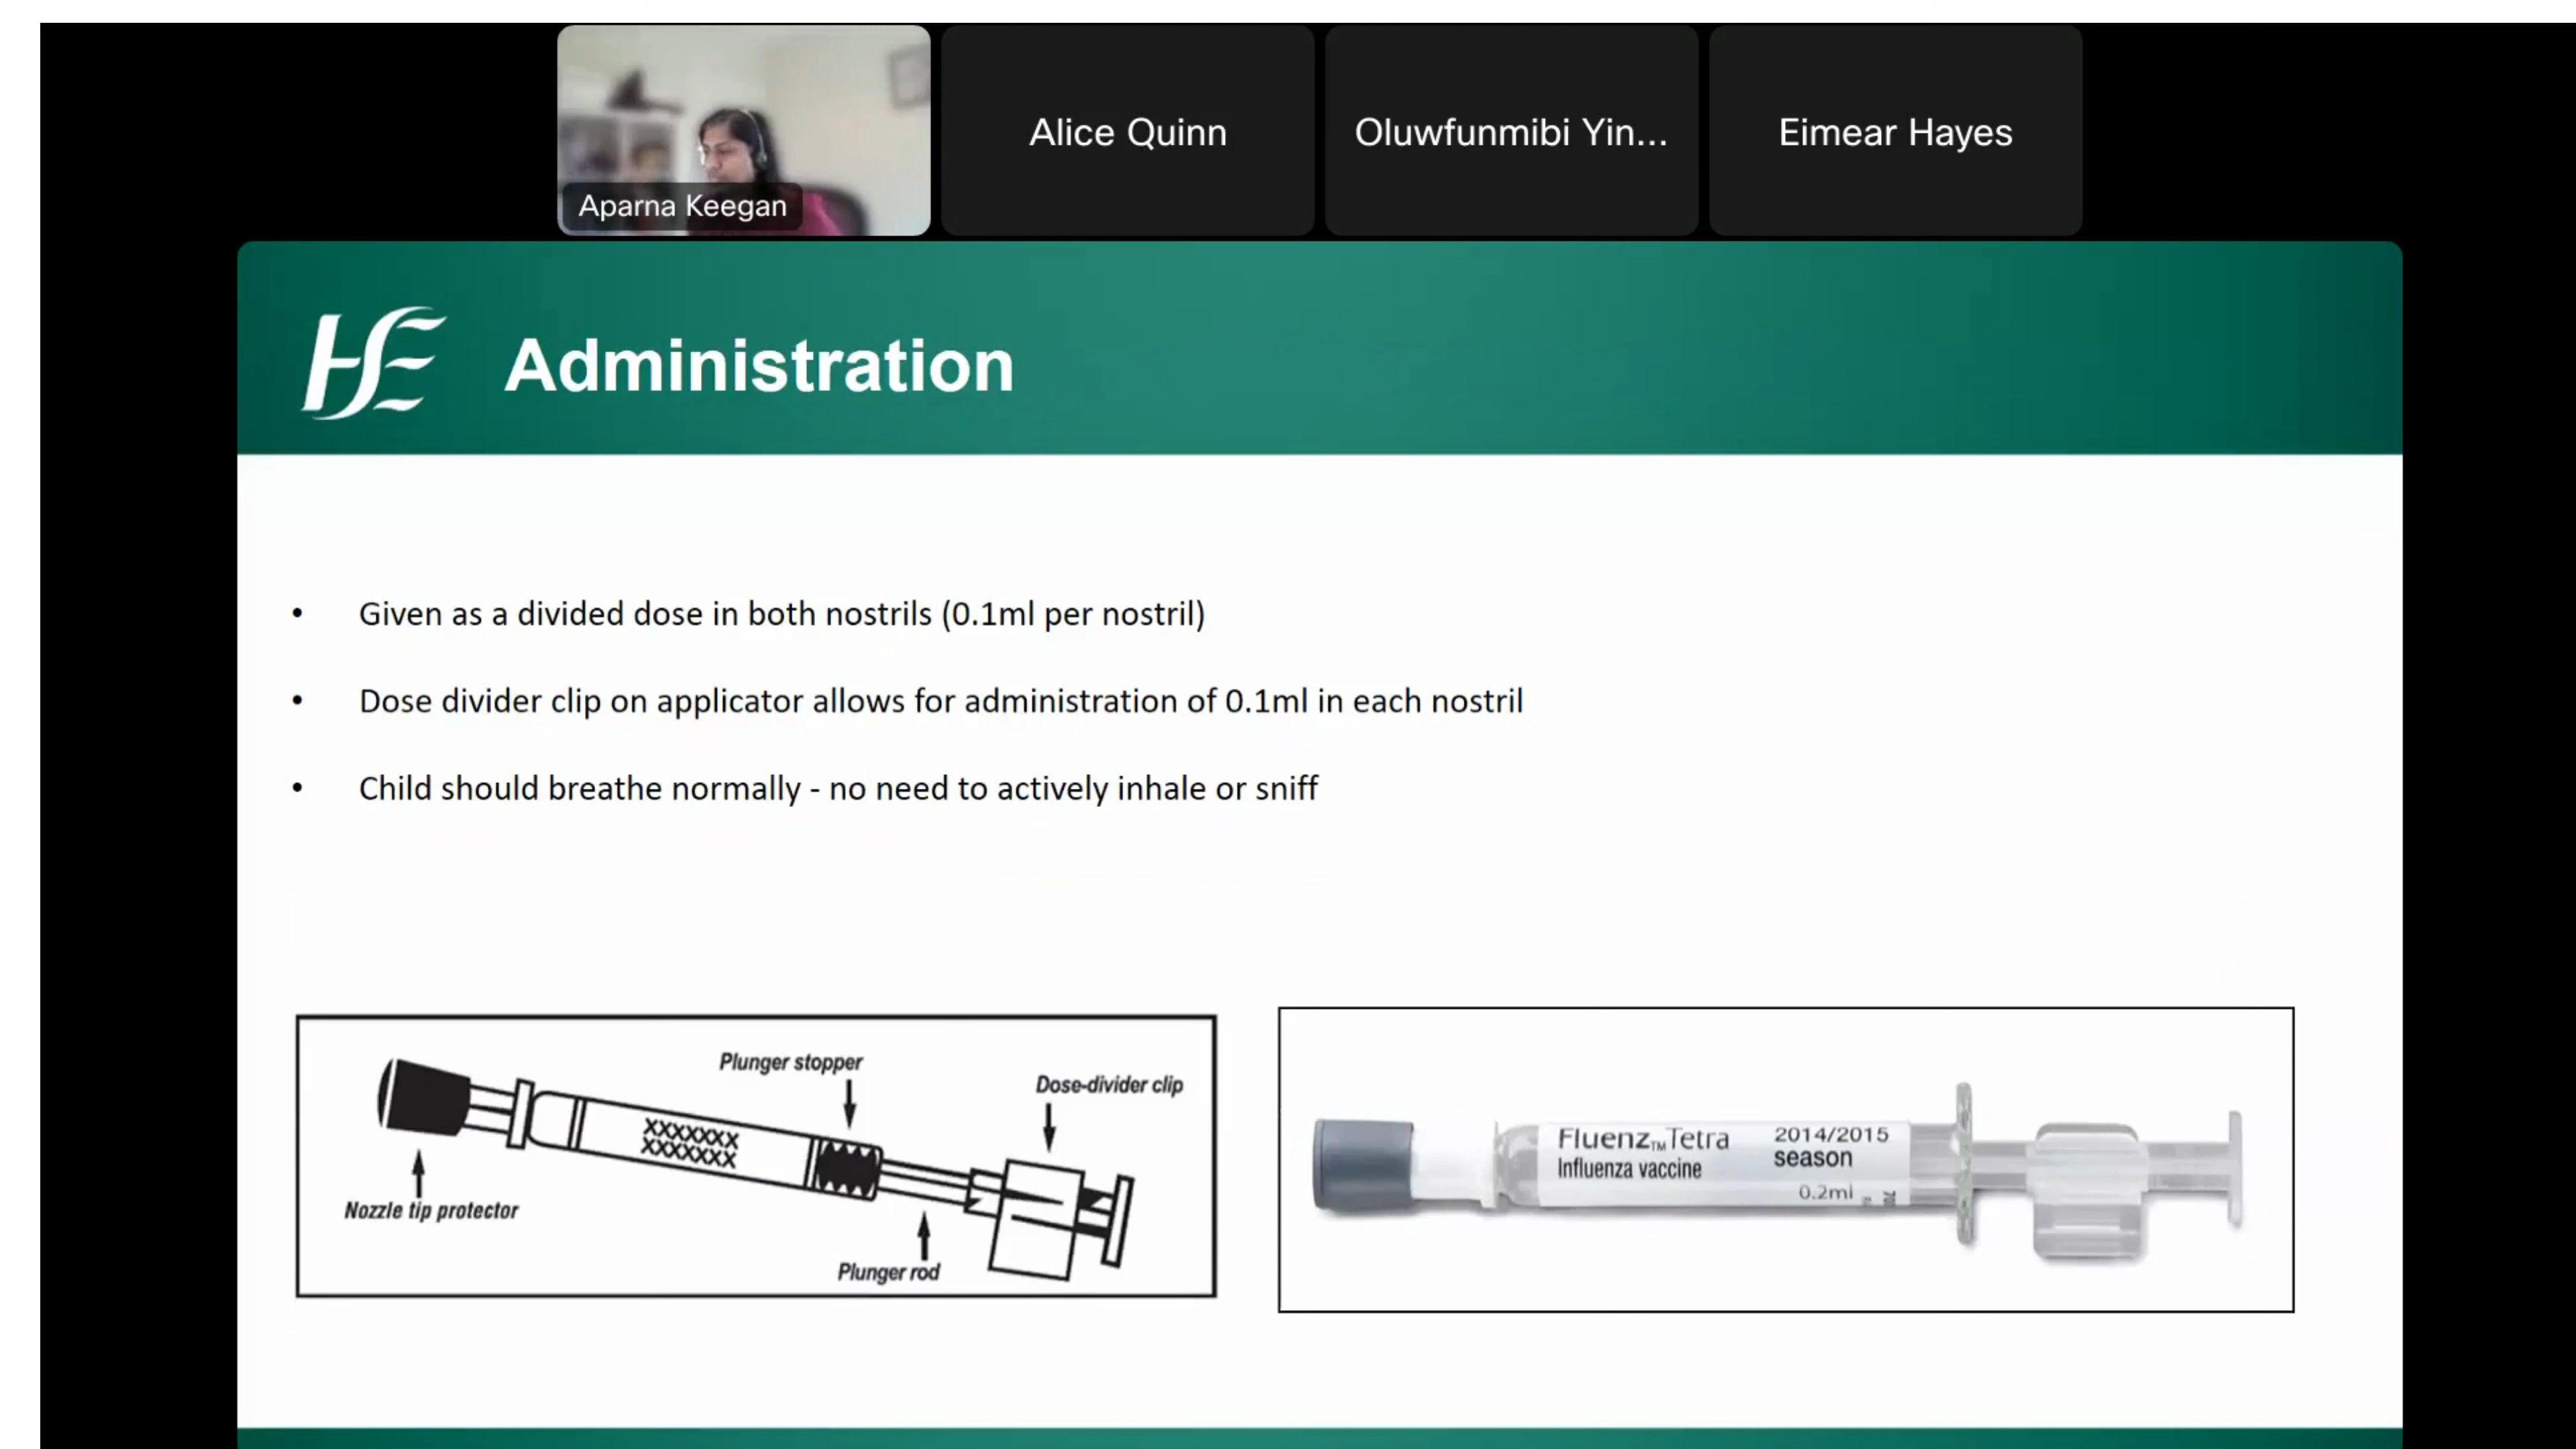 Aparna Keegan
Alice Quinn
Oluwfunmibi Yin...
Eimear Hayes
HSE
Administration
• Given as a divided dose in both nostrils (0.1ml per nostril)
• Dose divider clip on applicator allows for administration of 0.1ml in each nostril
• Child should breathe normally - no need to actively inhale or sniff
Plunger stopper
Dose-divider clip
XXXXXXX
XXXXXXX
Nozzle tip protector
Plunger rod
Fluenz™Tetra
Influenza vaccine
2014/2015
season
0.2ml